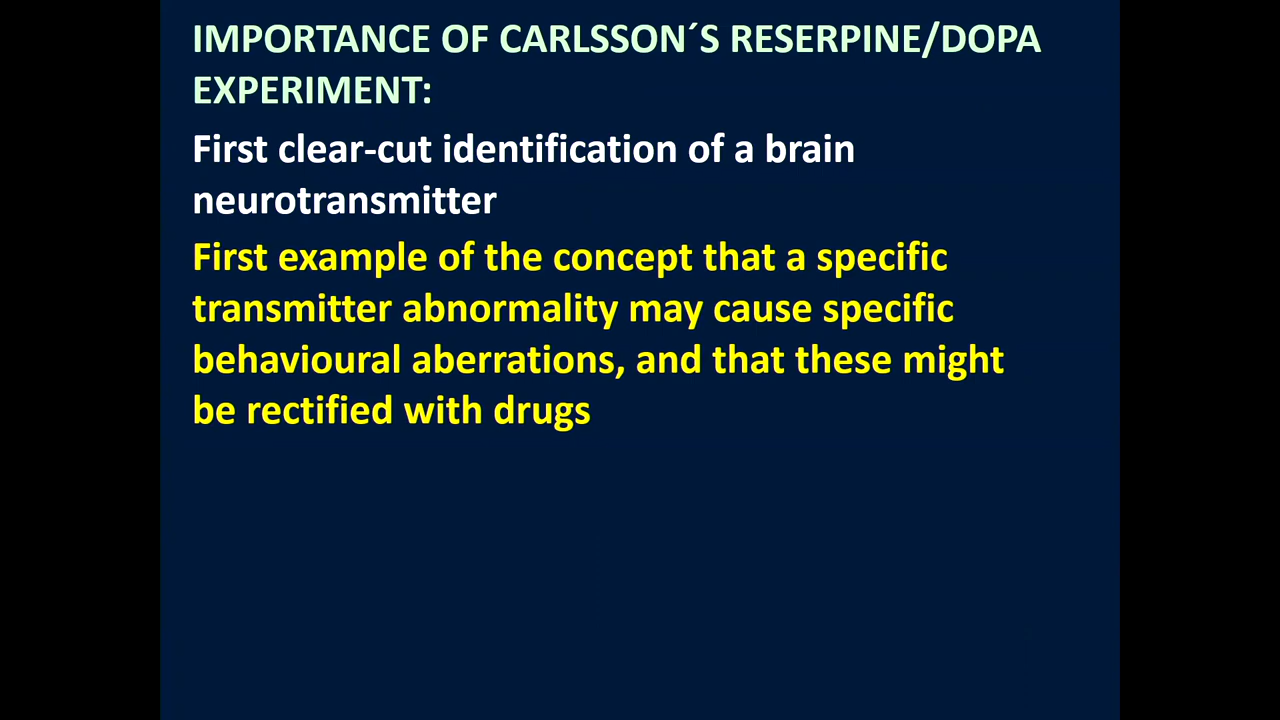 IMPORTANCE OF CARLSSON´S RESERPINE/DOPA
EXPERIMENT:
First clear-cut identification of a brain
neurotransmitter
First example of the concept that a specific
transmitter abnormality may cause specific
behavioural aberrations, and that these might
be rectified with drugs